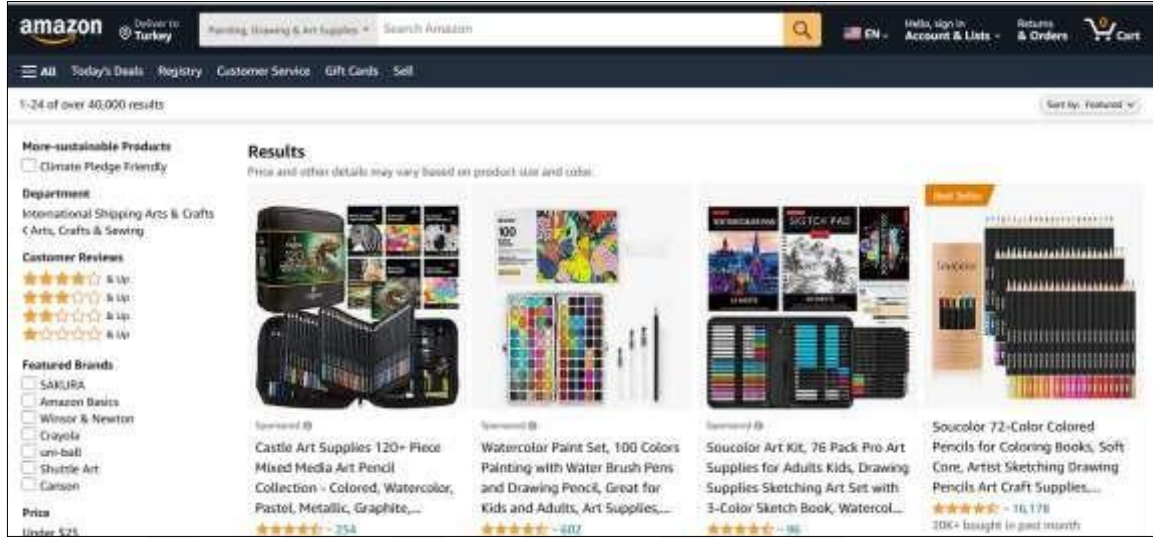 amazon
Deliver to
Turkey
Painting, Drawing & Art Supplies
Search Amazon
EN
Hello, sign in
Account & Lists
Returns
& Orders
0
Cart
All Today's Deals Registry Customer Service Gift Cards Sell
1-24 of over 40,000 results
Sort by: Featured
More-sustainable Products
Climate Pledge Friendly
Department
International Shipping Arts & Crafts
‹ Arts, Crafts & Sewing
Customer Reviews
& Up
& Up
& Up
& Up
Featured Brands
SAKURA
Amazon Basics
Winsor & Newton
Crayola
uni-ball
Shuttle Art
Canson
Price
Under $25
Results
Price and other details may vary based on product size and color.
100
WATERCOLOR PAD
SKETCH PAD
Best Seller
Soucolor
Sponsored
Castle Art Supplies 120+ Piece
Mixed Media Art Pencil
Collection - Colored, Watercolor,
Pastel, Metallic, Graphite,...
254
Sponsored
Watercolor Paint Set, 100 Colors
Painting with Water Brush Pens
and Drawing Pencil, Great for
Kids and Adults, Art Supplies,...
602
Sponsored
Soucolor Art Kit, 76 Pack Pro Art
Supplies for Adults Kids, Drawing
Supplies Sketching Art Set with
3-Color Sketch Book, Watercol...
96
Soucolor 72-Color Colored
Pencils for Coloring Books, Soft
Core, Artist Sketching Drawing
Pencils Art Craft Supplies,...
16,178
20K+ bought in past month